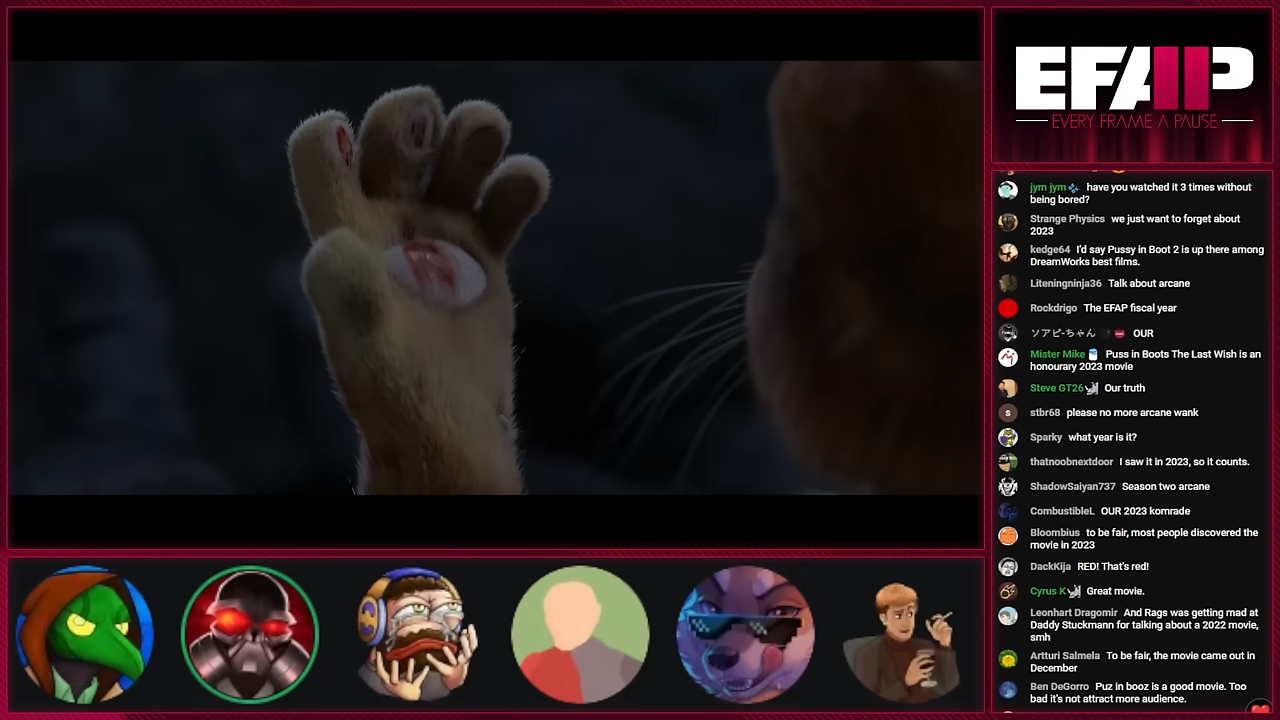 EFAP
EVERY FRAME A PAUSE
jym jym have you watched it 3 times without
being bored?
Strange Physics we just want to forget about
2023
kedge64 I'd say Pussy in Boot 2 is up there among
DreamWorks best films.
Liteningninja36 Talk about arcane
Rockdrigo The EFAP fiscal year
ソアピ-ちゃん OUR
Mister Mike Puss in Boots The Last Wish is an
honourary 2023 movie
Steve GT26 Our truth
s
stbr68 please no more arcane wank
Sparky what year is it?
thatnoobnextdoor I saw it in 2023, so it counts.
ShadowSaiyan737 Season two arcane
CombustibleL OUR 2023 komrade
Bloombius to be fair, most people discovered the
movie in 2023
DackKija RED! That's red!
Cyrus K Great movie.
Leonhart Dragomir And Rags was getting mad at
Daddy Stuckmann for talking about a 2022 movie,
smh
Artturi Salmela To be fair, the movie came out in
December
Ben DeGorro Puz in booz is a good movie. Too
bad it's not attract more audience.